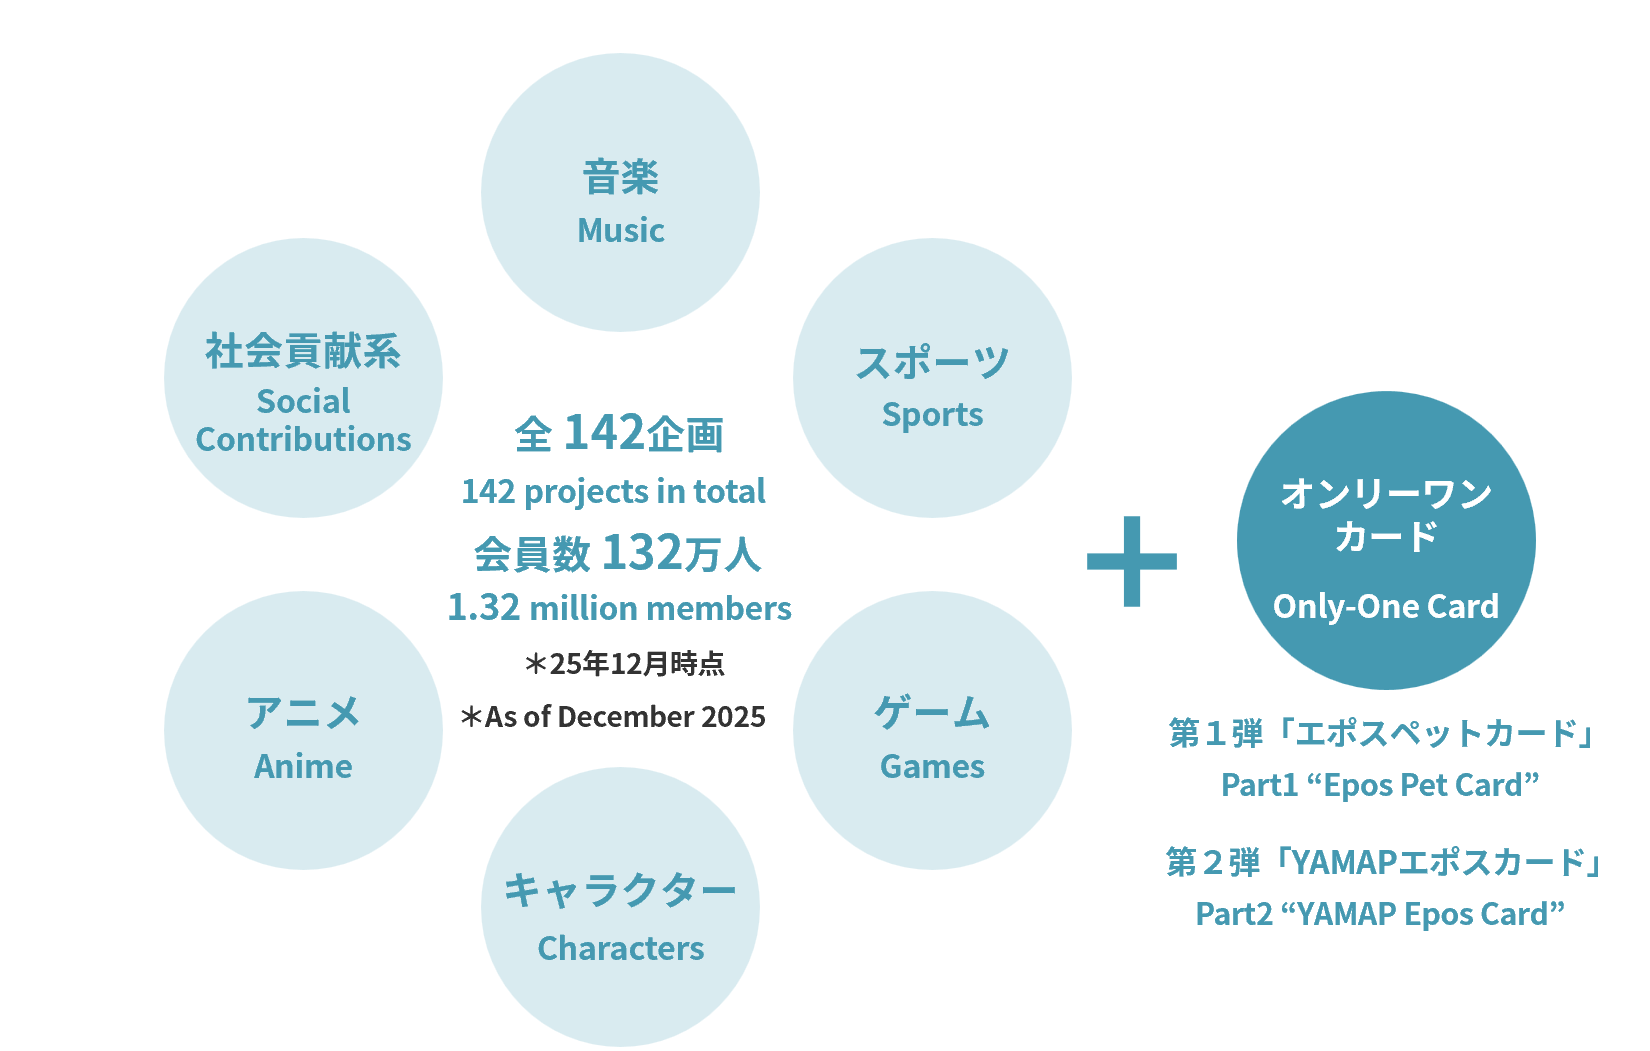 音楽
Music
社会貢献系
Social
Contributions
スポーツ
Sports
全 142企画
142 projects in total
会員数 132万人
1.32 million members
＊25年12月時点
＊As of December 2025
アニメ
Anime
ゲーム
Games
キャラクター
Characters
＋
オンリーワン
カード
Only-One Card
第１弾「エポスペットカード」
Part1 “Epos Pet Card”
第２弾「YAMAPエポスカード」
Part2 “YAMAP Epos Card”